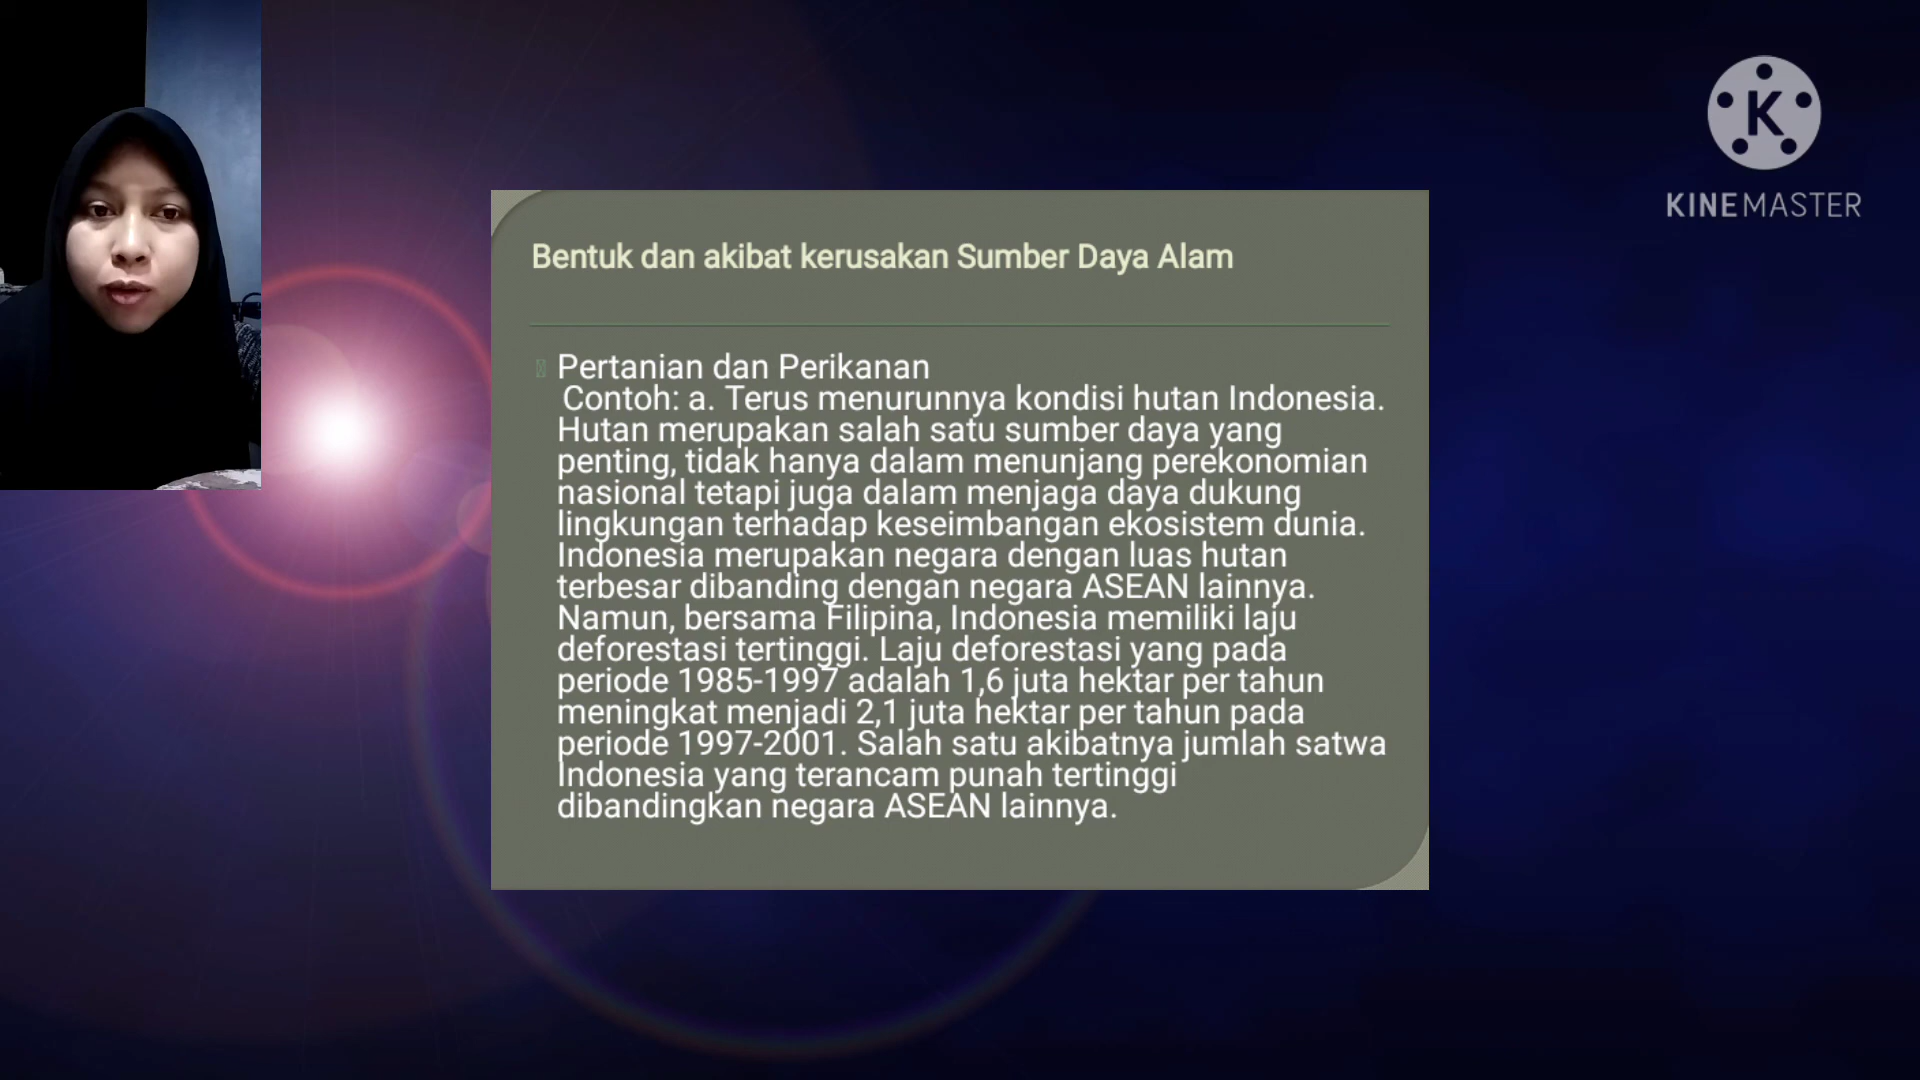 K
KINEMASTER
Bentuk dan akibat kerusakan Sumber Daya Alam
Pertanian dan Perikanan
Contoh: a. Terus menurunnya kondisi hutan Indonesia.
Hutan merupakan salah satu sumber daya yang
penting, tidak hanya dalam menunjang perekonomian
nasional tetapi juga dalam menjaga daya dukung
lingkungan terhadap keseimbangan ekosistem dunia.
Indonesia merupakan negara dengan luas hutan
terbesar dibanding dengan negara ASEAN lainnya.
Namun, bersama Filipina, Indonesia memiliki laju
deforestasi tertinggi. Laju deforestasi yang pada
periode 1985-1997 adalah 1,6 juta hektar per tahun
meningkat menjadi 2,1 juta hektar per tahun pada
periode 1997-2001. Salah satu akibatnya jumlah satwa
Indonesia yang terancam punah tertinggi
dibandingkan negara ASEAN lainnya.